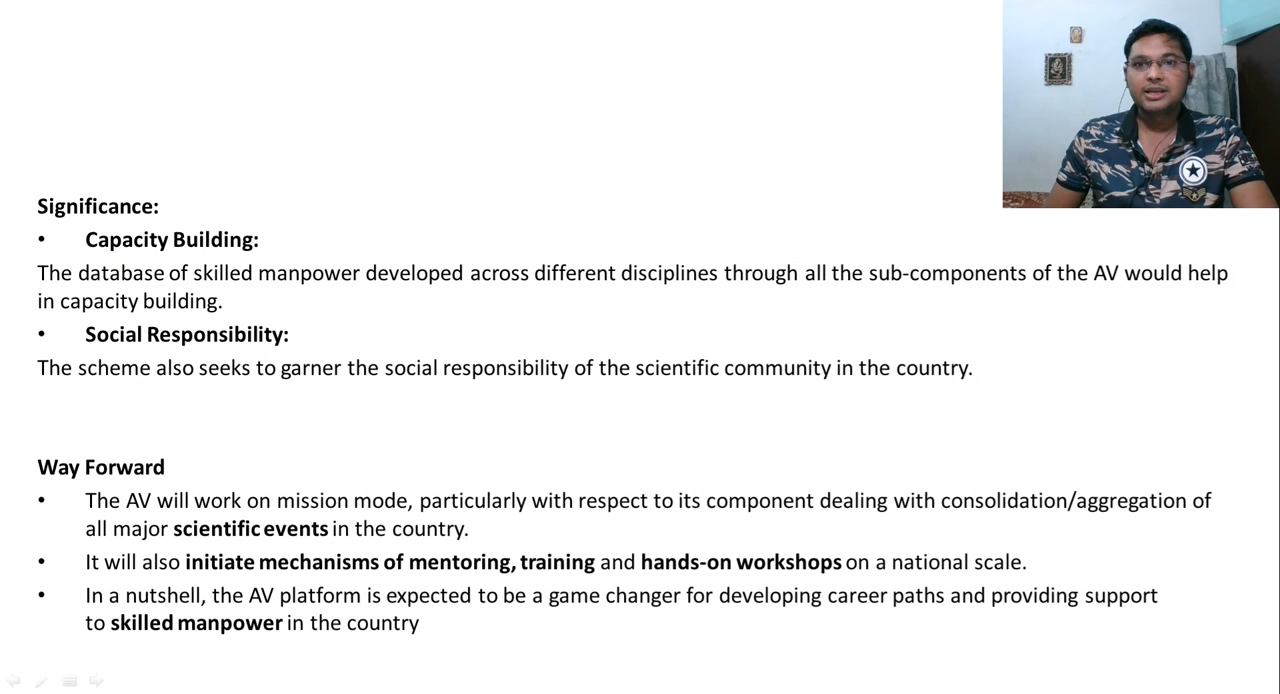 Significance:
• Capacity Building:
The database of skilled manpower developed across different disciplines through all the sub-components of the AV would help
in capacity building.
• Social Responsibility:
The scheme also seeks to garner the social responsibility of the scientific community in the country.
Way Forward
• The AV will work on mission mode, particularly with respect to its component dealing with consolidation/aggregation of
all major scientific events in the country.
• It will also initiate mechanisms of mentoring, training and hands-on workshops on a national scale.
• In a nutshell, the AV platform is expected to be a game changer for developing career paths and providing support
to skilled manpower in the country